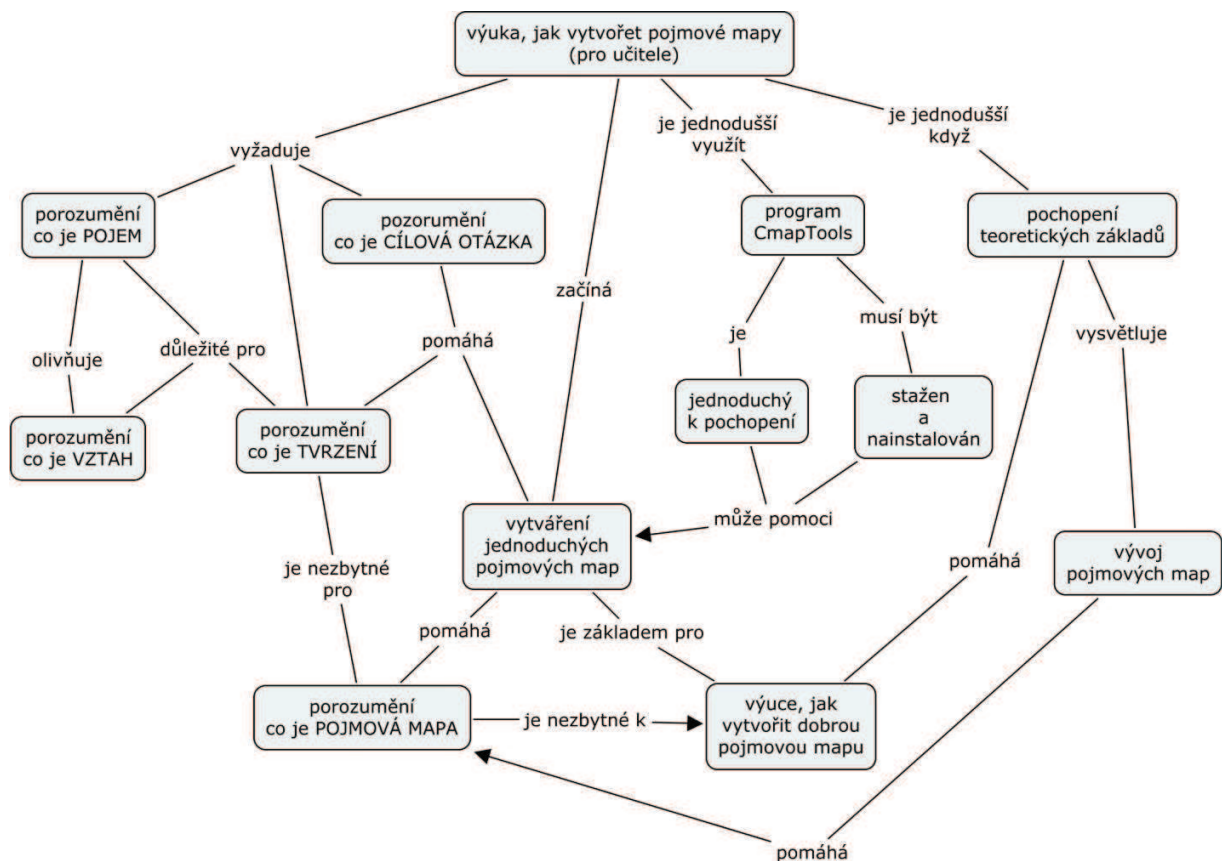 výuka, jak vytvořet pojmové mapy
(pro učitele)
je jednodušší
využít
je jednodušší
když
vyžaduje
porozumění
co je POJEM
pozorumění
co je CÍLOVÁ OTÁZKA
program
CmapTools
pochopení
teoretických základů
začíná
olivňuje
důležité pro
pomáhá
je
musí být
vysvětluje
porozumění
co je VZTAH
porozumění
co je TVRZENÍ
jednoduchý
k pochopení
stažen
a
nainstalován
může pomoci
vytváření
jednoduchých
pojmových map
je nezbytné
pro
pomáhá
vývoj
pojmových map
pomáhá
je základem pro
porozumění
co je POJMOVÁ MAPA
je nezbytné k
výuce, jak
vytvořit dobrou
pojmovou mapu
pomáhá